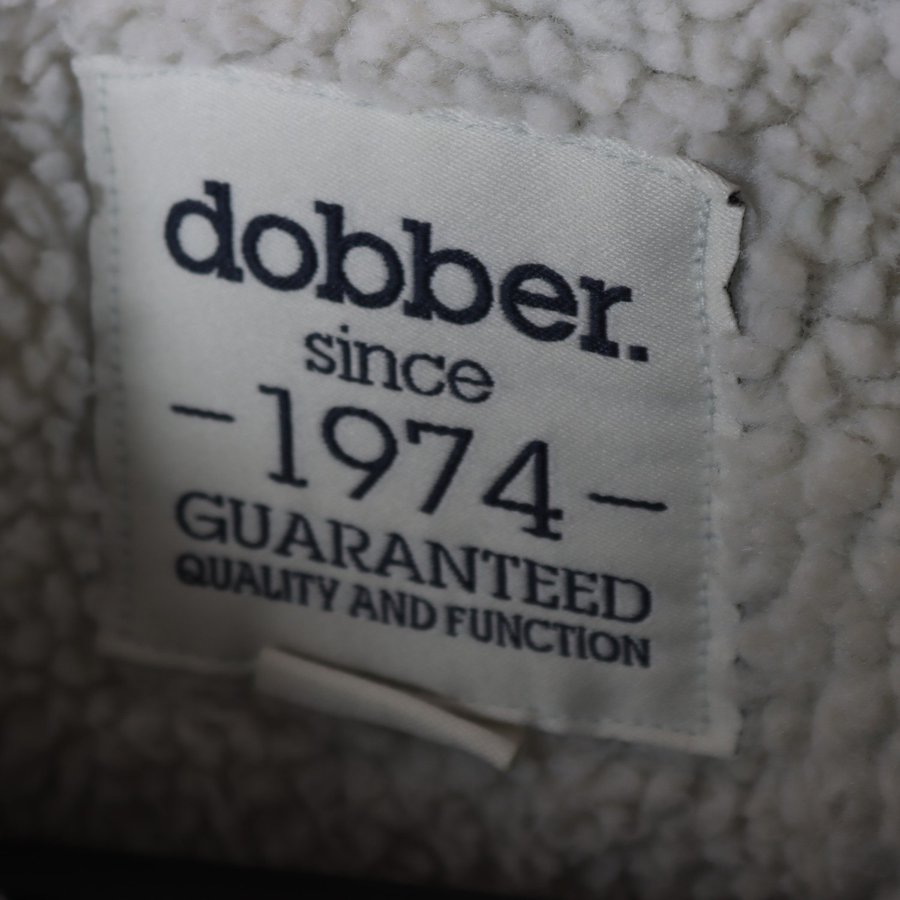 dobber.
since
—1974—
GUARANTEED
QUALITY AND FUNCTION